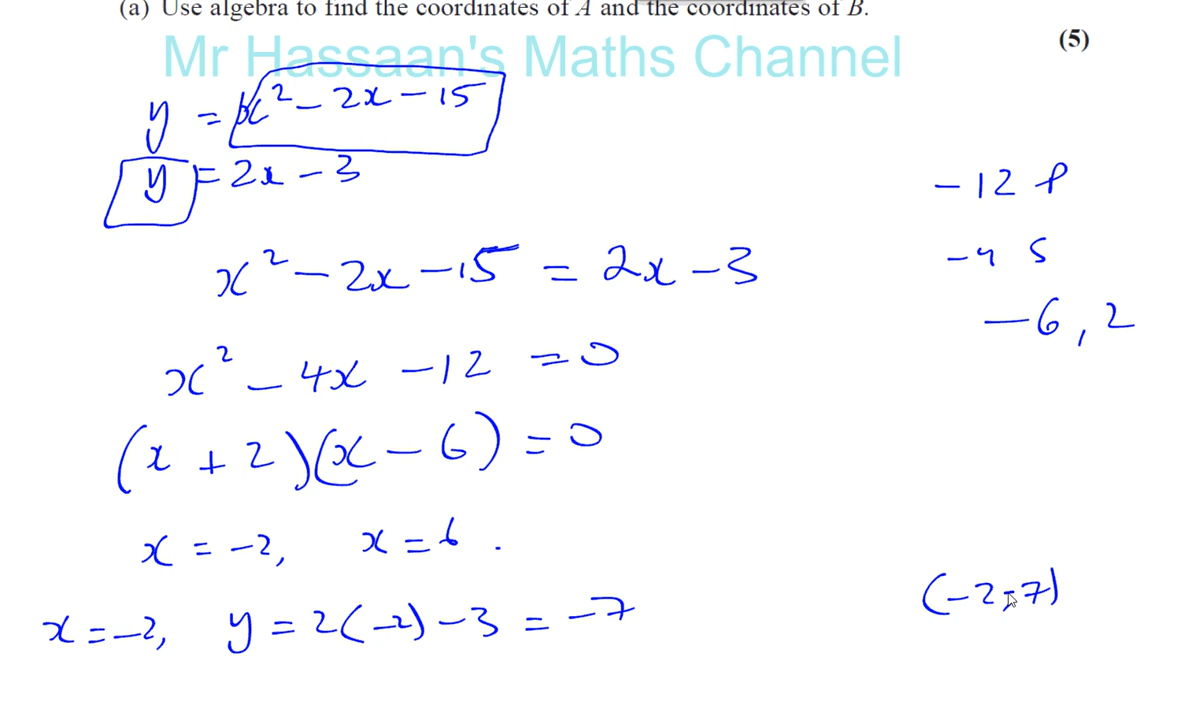 (a) Use algebra to find the coordinates of A and the coordinates of B.
(5)
Mr Hassaan's Maths Channel
y = x² - 2x - 15
y = 2x - 3
-12 P
-4 S
-6, 2
x² - 2x - 15 = 2x - 3
x² - 4x - 12 = 0
(x + 2)(x - 6) = 0
x = -2, x = 6.
x = -2, y = 2(-2) - 3 = -7
(-2, -7)